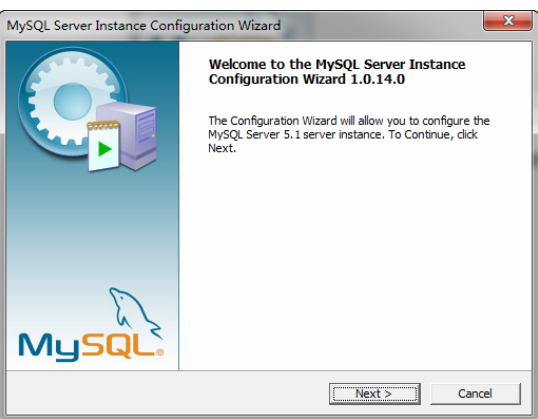 MySQL Server Instance Configuration Wizard
Welcome to the MySQL Server Instance
Configuration Wizard 1.0.14.0
The Configuration Wizard will allow you to configure the
MySQL Server 5.1 server instance. To Continue, click
Next.
MySQL®
Next >
Cancel